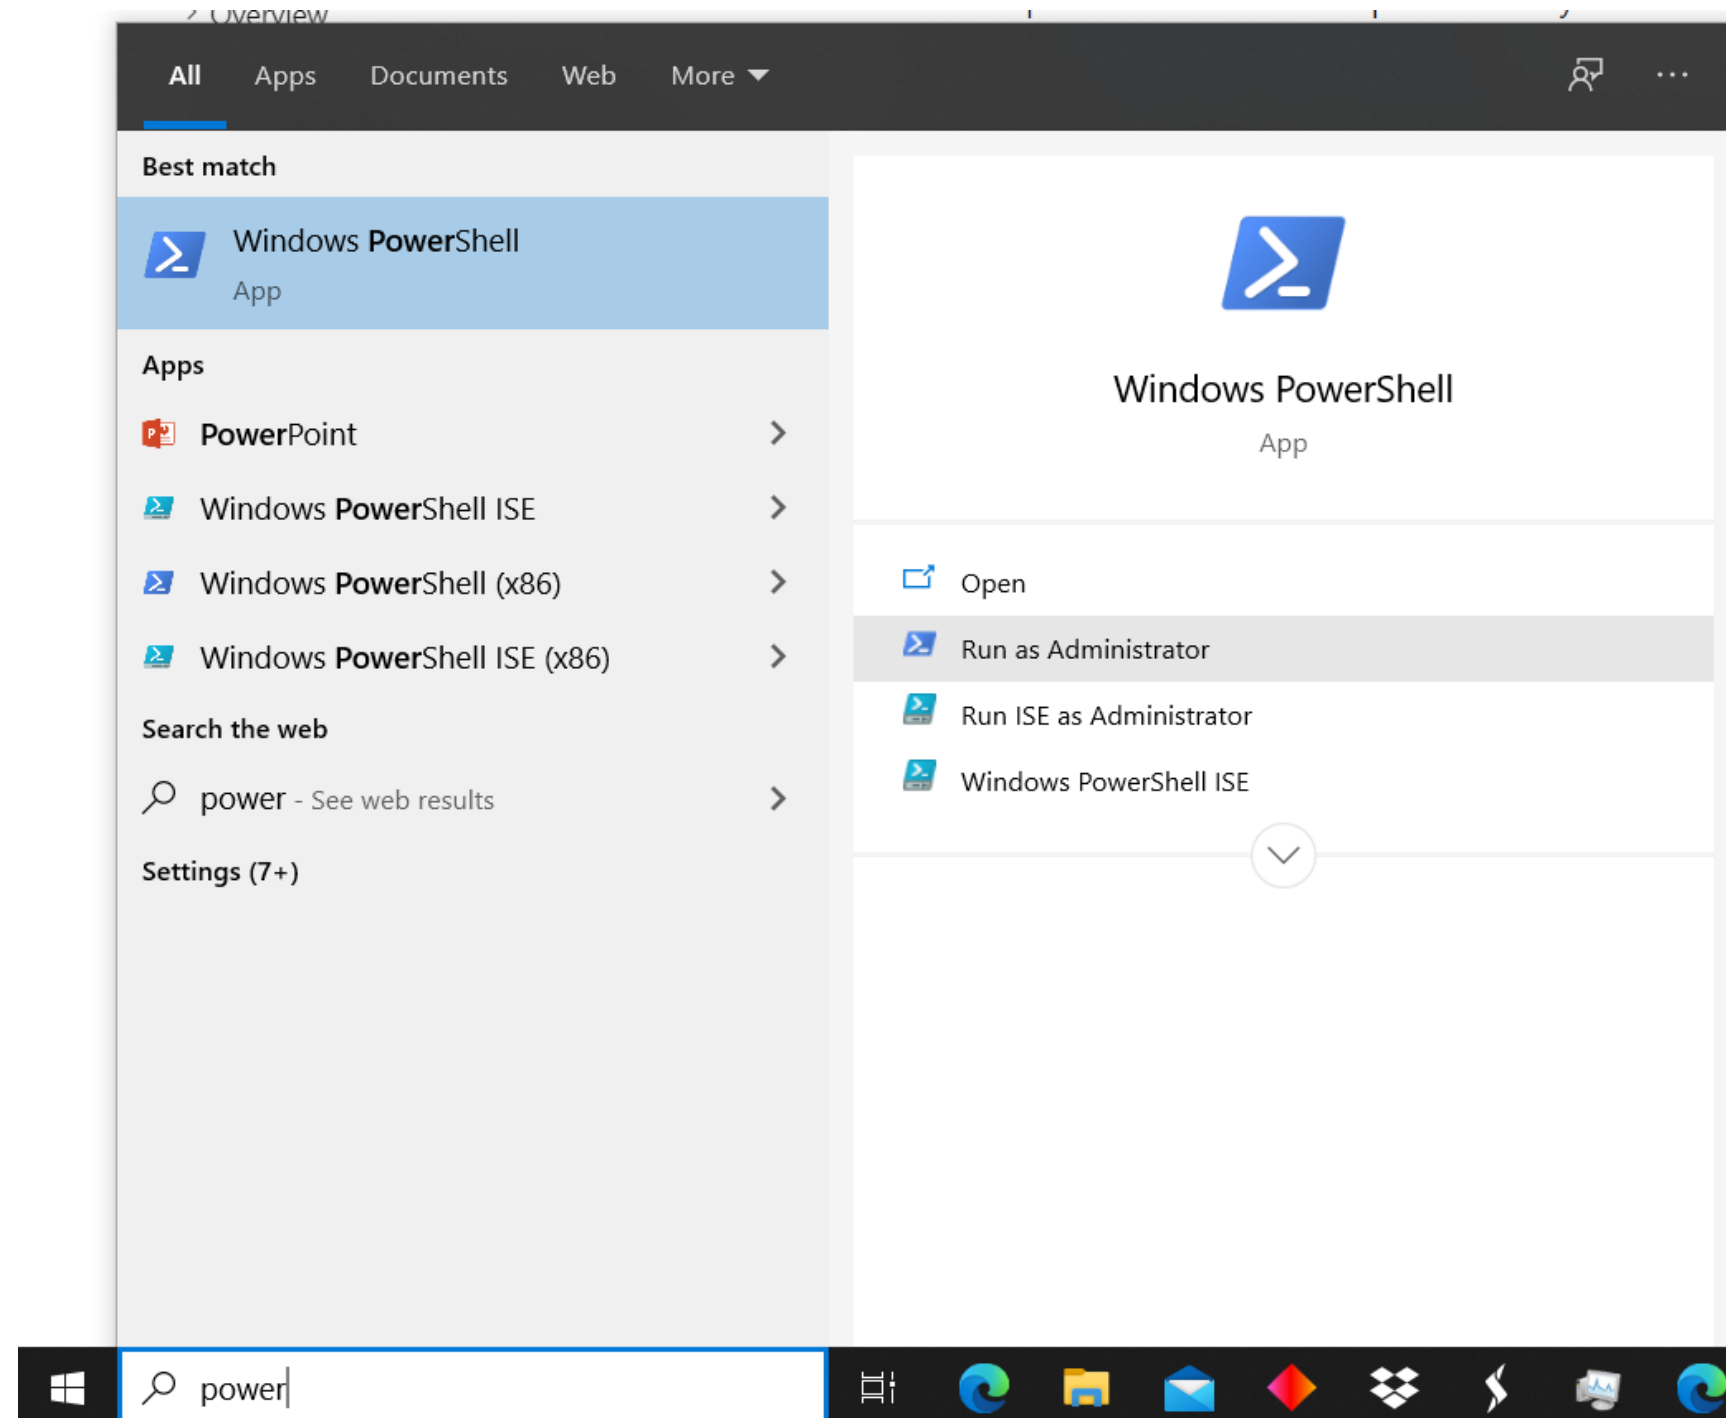 Overview
All Apps Documents Web More
Best match
Windows PowerShell
App
Apps
PowerPoint
Windows PowerShell ISE
Windows PowerShell (x86)
Windows PowerShell ISE (x86)
Search the web
power - See web results
Settings (7+)
Windows PowerShell
App
Open
Run as Administrator
Run ISE as Administrator
Windows PowerShell ISE
power